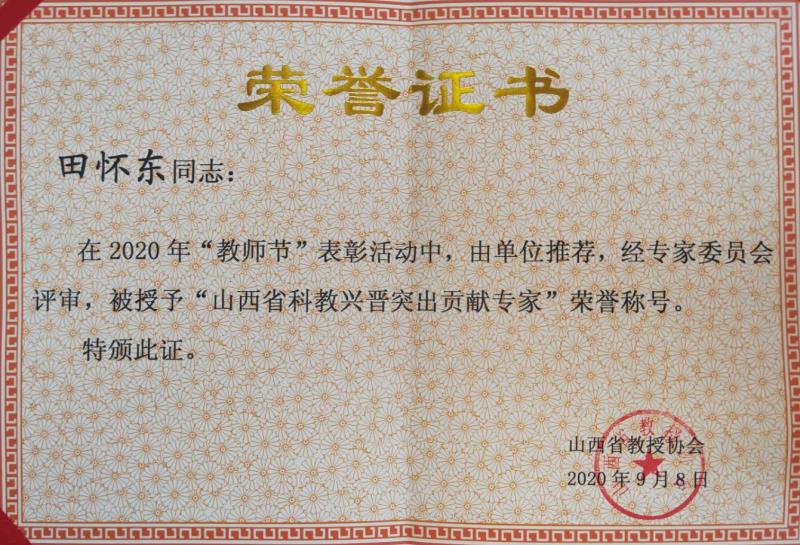 荣誉证书
田怀东同志：
在2020年“教师节”表彰活动中，由单位推荐，经专家委员会
评审，被授予“山西省科教兴晋突出贡献专家”荣誉称号。
特颁此证。
山西省教授协会
2020年9月8日